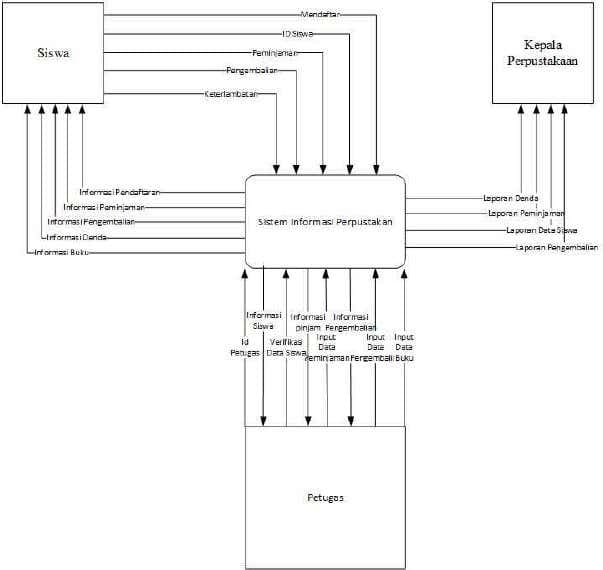 Siswa
Mendaftar
ID Siswa
Peminjaman
Pengembalian
Keterlambatan
Kepala
Perpustakaan
Informasi Pendaftaran
Informasi Peminjaman
Informasi Pengembalian
Informasi Denda
Informasi Buku
Sistem Informasi Perpustakan
Laporan Denda
Laporan Peminjaman
Laporan Data Siswa
Laporan Pengembalian
Informasi
Siswa
Informasi
pinjam
Informasi
Pengembalian
Id
Petugas
Verifikasi
Data Siswa
Input
Data
Peminjaman
Input
Data
Pengembali
Input
Data
Buku
Petugas